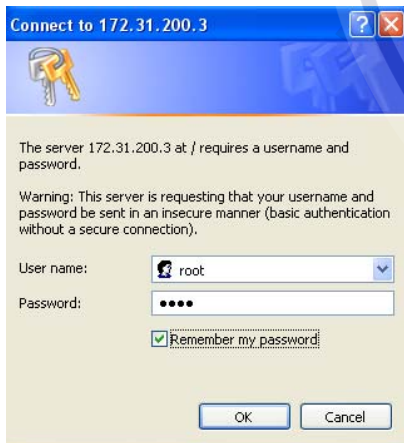 Connect to 172.31.200.3
The server 172.31.200.3 at / requires a username and
password.
Warning: This server is requesting that your username and
password be sent in an insecure manner (basic authentication
without a secure connection).
User name:
root
Password:
••••
Remember my password
OK
Cancel